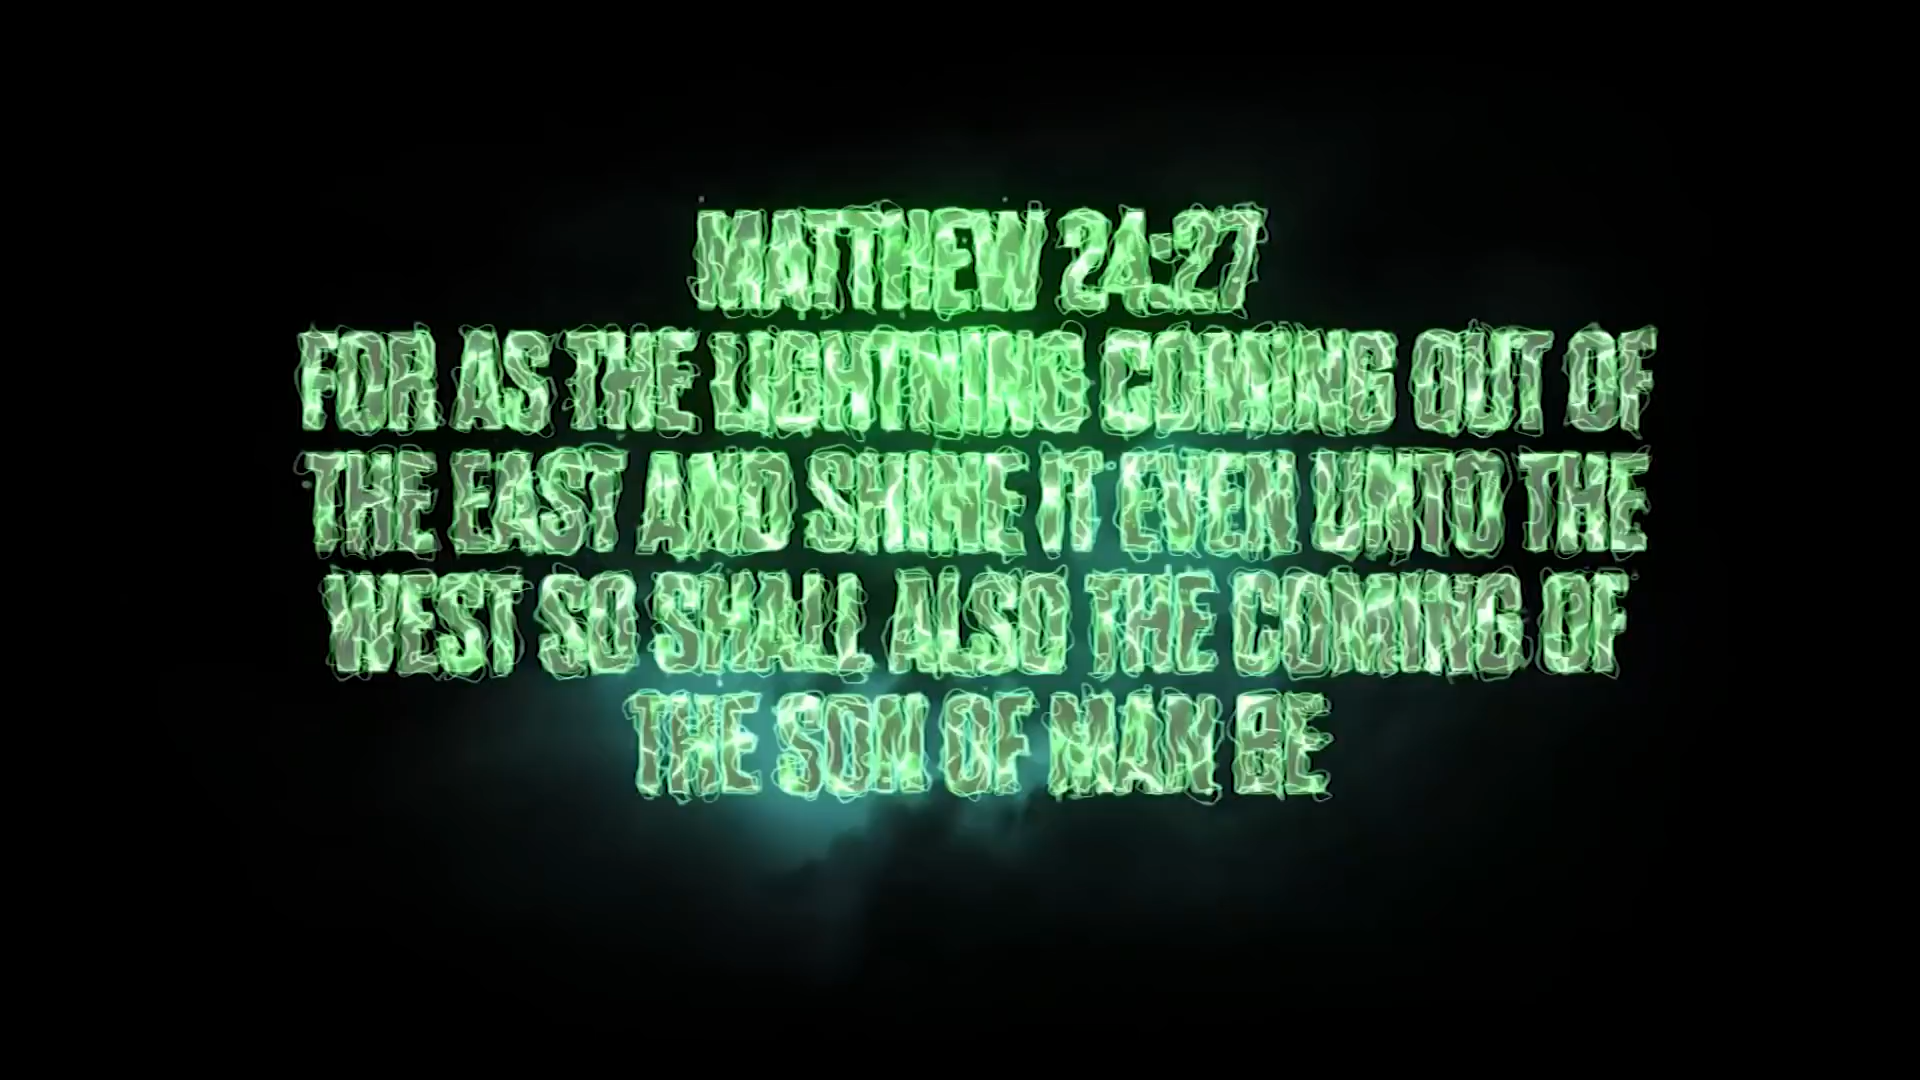 MATTHEW 24:27
FOR AS THE LIGHTNING COMING OUT OF
THE EAST AND SHINE IT EVEN UNTO THE
WEST SO SHALL ALSO THE COMING OF
THE SON OF MAN BE